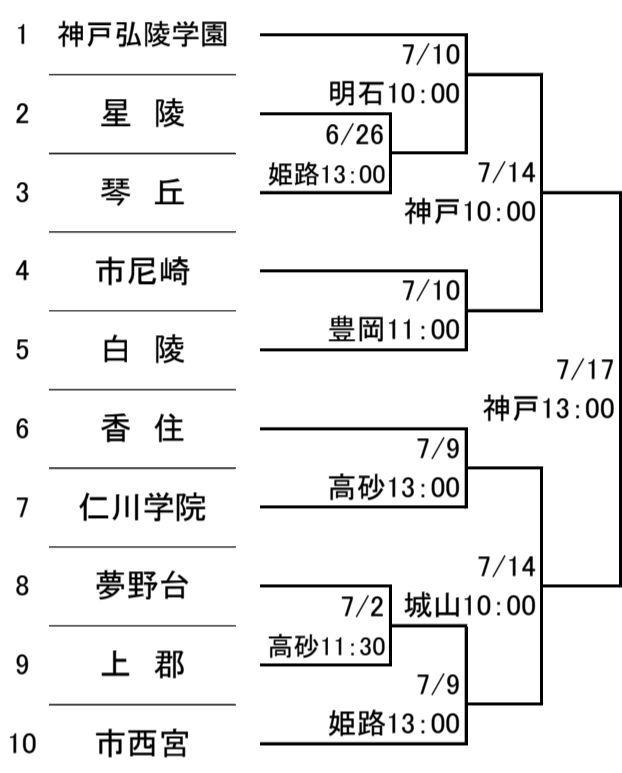 1 神戸弘陵学園
7/10
明石10:00
2 星 陵
6/26
姫路13:00
3 琴 丘
7/14
神戸10:00
4 市尼崎
7/10
豊岡11:00
5 白 陵
7/17
神戸13:00
6 香 住
7/9
高砂13:00
7 仁川学院
7/14
城山10:00
8 夢野台
7/2
高砂11:30
9 上 郡
7/9
姫路13:00
10 市西宮